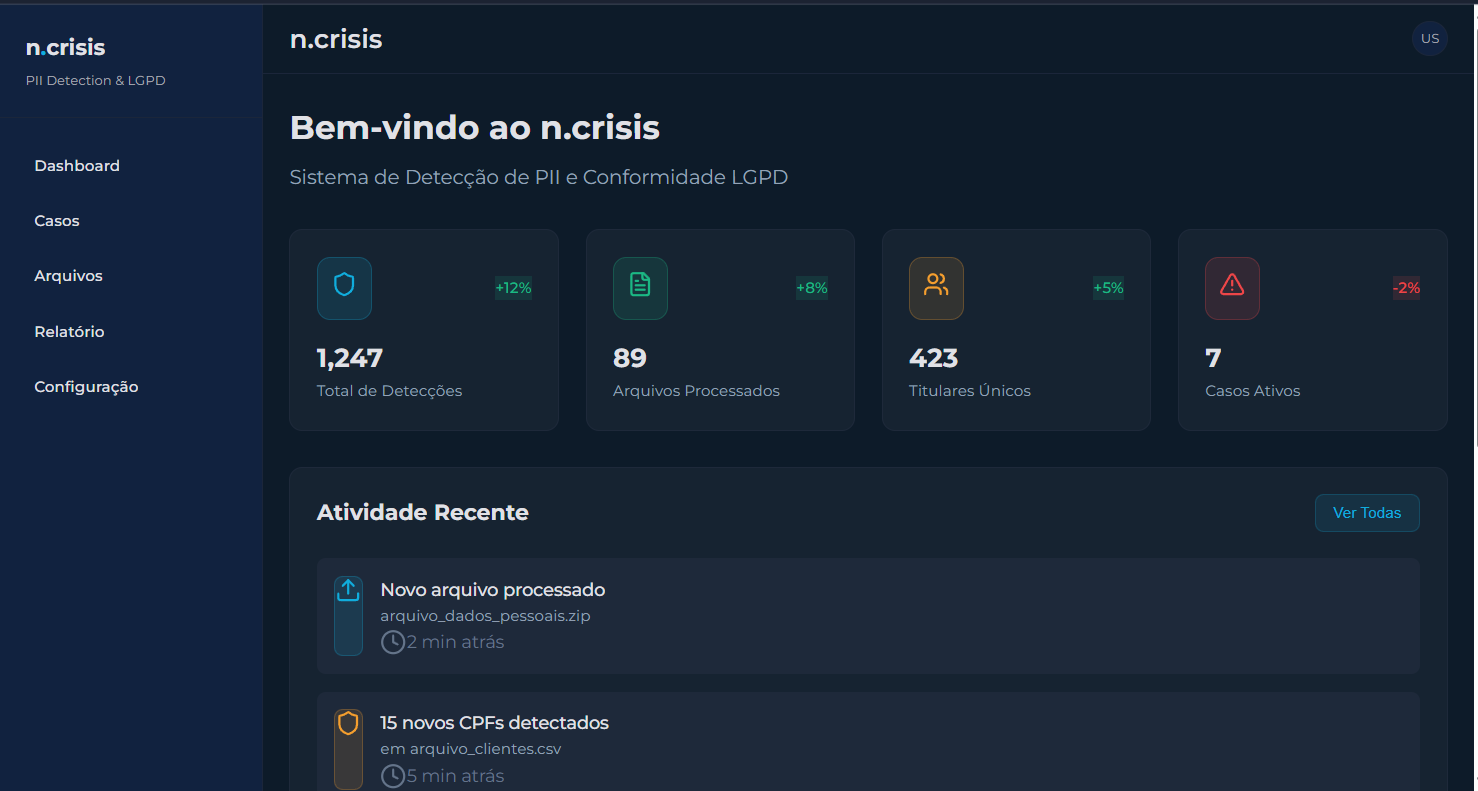 n.crisis
PII Detection & LGPD
Dashboard
Casos
Arquivos
Relatório
Configuração
n.crisis
US
Bem-vindo ao n.crisis
Sistema de Detecção de PII e Conformidade LGPD
+12%
1,247
Total de Detecções
+8%
89
Arquivos Processados
+5%
423
Titulares Únicos
-2%
7
Casos Ativos
Atividade Recente
Ver Todas
Novo arquivo processado
arquivo_dados_pessoais.zip
2 min atrás
15 novos CPFs detectados
em arquivo_clientes.csv
5 min atrás